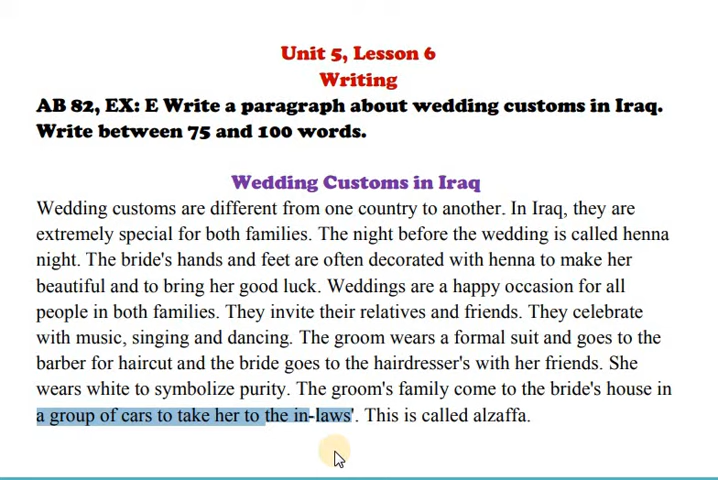 Unit 5, Lesson 6
Writing
AB 82, EX: E Write a paragraph about wedding customs in Iraq.
Write between 75 and 100 words.
Wedding Customs in Iraq
Wedding customs are different from one country to another. In Iraq, they are
extremely special for both families. The night before the wedding is called henna
night. The bride's hands and feet are often decorated with henna to make her
beautiful and to bring her good luck. Weddings are a happy occasion for all
people in both families. They invite their relatives and friends. They celebrate
with music, singing and dancing. The groom wears a formal suit and goes to the
barber for haircut and the bride goes to the hairdresser's with her friends. She
wears white to symbolize purity. The groom's family come to the bride's house in
a group of cars to take her to the in-laws'. This is called alzaffa.